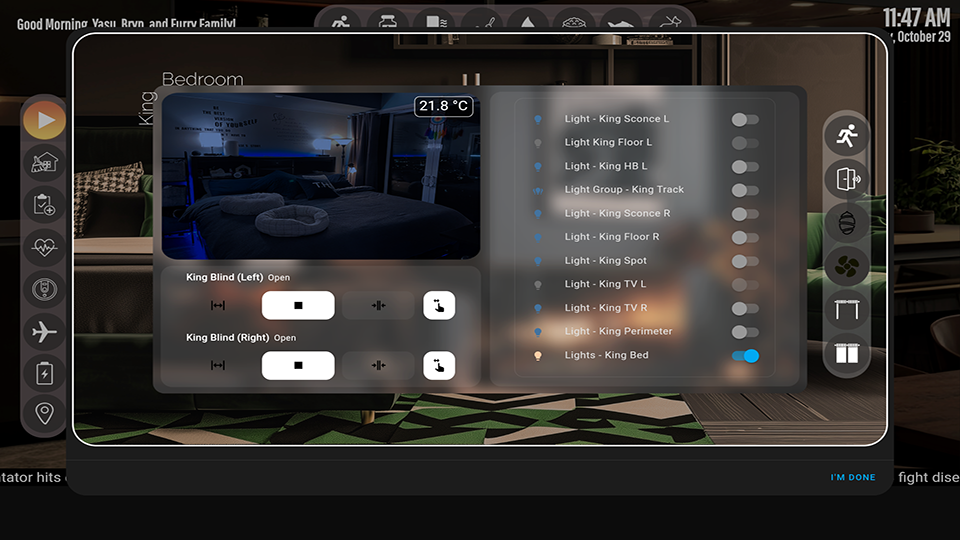 Good Morning, Yasu, Bryn, and Furry Family!
11:47 AM
October 29
Bedroom
King
21.8 °C
King Blind (Left) Open
King Blind (Right) Open
Light - King Sconce L
Light King Floor L
Light - King HB L
Light Group - King Track
Light - King Sconce R
Light - King Floor R
Light - King Spot
Light - King TV L
Light - King TV R
Light - King Perimeter
Lights - King Bed
hits
fight
I'M DONE